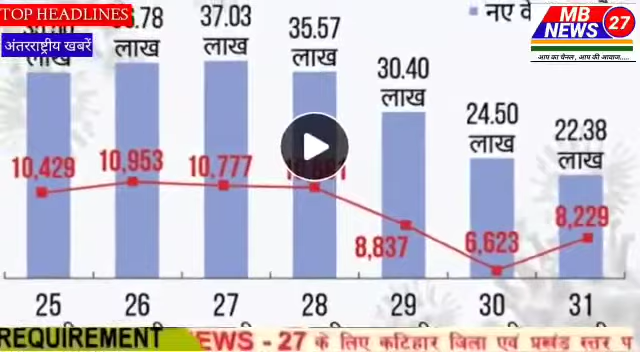 TOP HEADLINES
अंतरराष्ट्रीय खबरें
MB
NEWS 27
आप का चैनल, आप की आवाज.....
नए
लाख
लाख
37.03
लाख
35.57
लाख
30.40
लाख
24.50
लाख
22.38
लाख
10,429
10,953
10,777
8,837
6,623
8,229
25 26 27 28 29 30 31
REQUIREMENT
NEWS - 27 के लिए कटिहार जिला एवं प्रखंड स्तर प